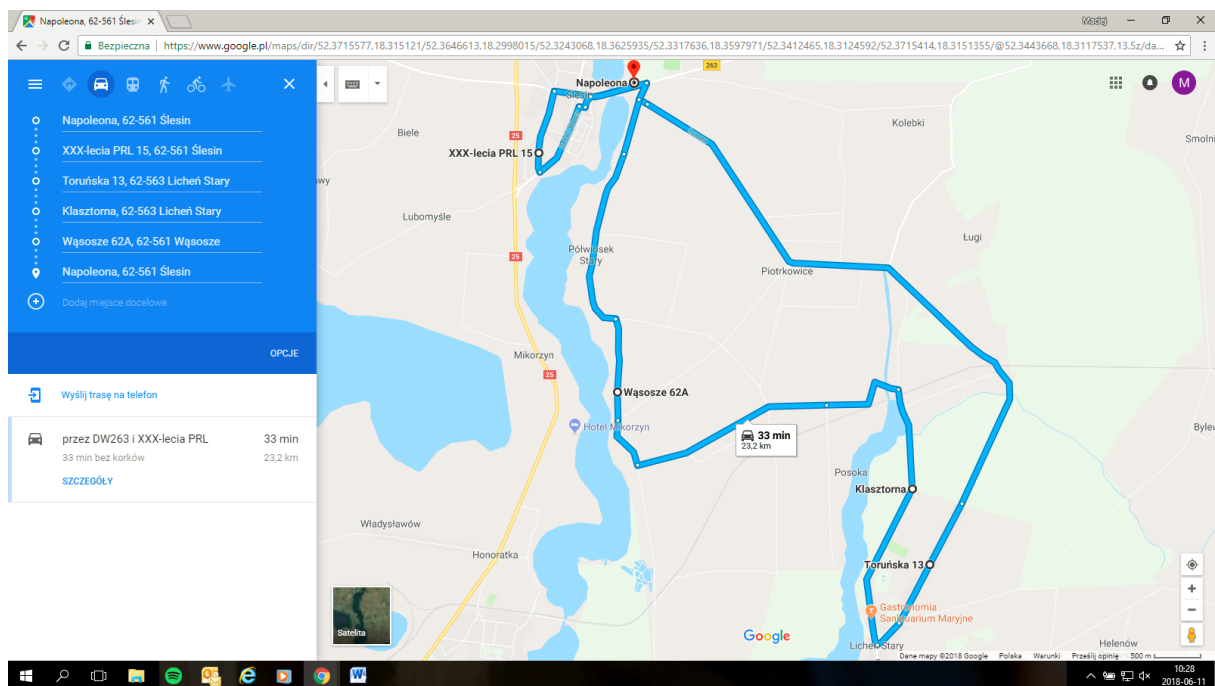 Napoleona, 62-561 Ślesin
Maciej
Bezpieczna
https://www.google.pl/maps/dir/52.3715577,18.315121/52.3646613,18.2998015/52.3243068,18.3625935/52.3317636,18.3597971/52.3412465,18.3124592/52.3715414,18.3151355/@52.3443668,18.3117537,13.5z/da...
Napoleona, 62-561 Ślesin
XXX-lecia PRL 15, 62-561 Ślesin
Toruńska 13, 62-563 Licheń Stary
Klasztorna, 62-563 Licheń Stary
Wąsosze 62A, 62-561 Wąsosze
Napoleona, 62-561 Ślesin
Dodaj miejsce docelowe
OPCJE
Wyślij trasę na telefon
przez DW263 i XXX-lecia PRL 33 min
33 min bez korków 23,2 km
SZCZEGÓŁY
Satelita
263
M
Napoleona
Ślesin
Biele
25
Kolebki
Smolni
XXX-lecia PRL 15
wy
Lubomyśle
Ługi
25
Półwiosek
Stary
Piotrkowice
Mikorzyn
25
Wąsosze 62A
Hotel Mikorzyn
33 min
23,2 km
Bylew
Posoka
Klasztorna
Władysławów
Honoratka
Toruńska 13
Gastronomia
Sanktuarium Maryjne
Google
Licheń Stary
Helenów
Dane mapy ©2018 Google Polska Warunki Prześlij opinię 500 m
10:28
2018-06-11